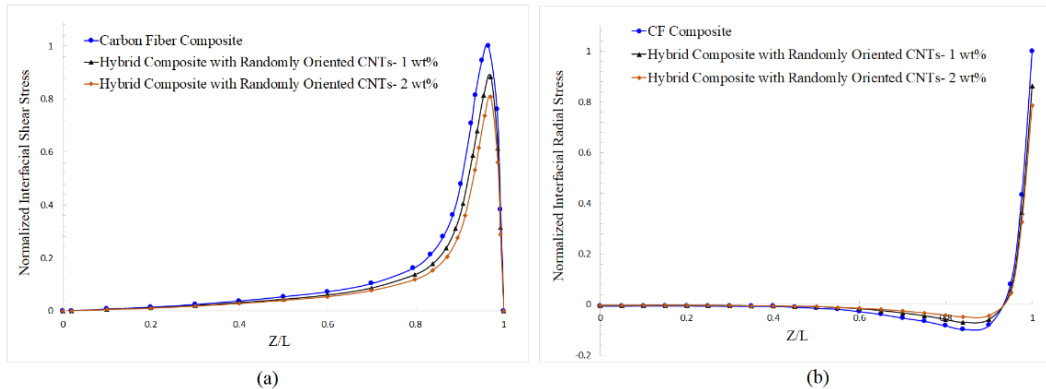 Carbon Fiber Composite
Hybrid Composite with Randomly Oriented CNTs- 1 wt%
Hybrid Composite with Randomly Oriented CNTs- 2 wt%
Normalized Interfacial Shear Stress
1
0.8
0.6
0.4
0.2
0
0
0.2
0.4
0.6
0.8
1
Z/L
(a)
CF Composite
Hybrid Composite with Randomly Oriented CNTs- 1 wt%
Hybrid Composite with Randomly Oriented CNTs- 2 wt%
Normalized Interfacial Radial Stress
1
0.8
0.6
0.4
0.2
0
-0.2
0
0.2
0.4
0.6
0.8
1
Z/L
(b)